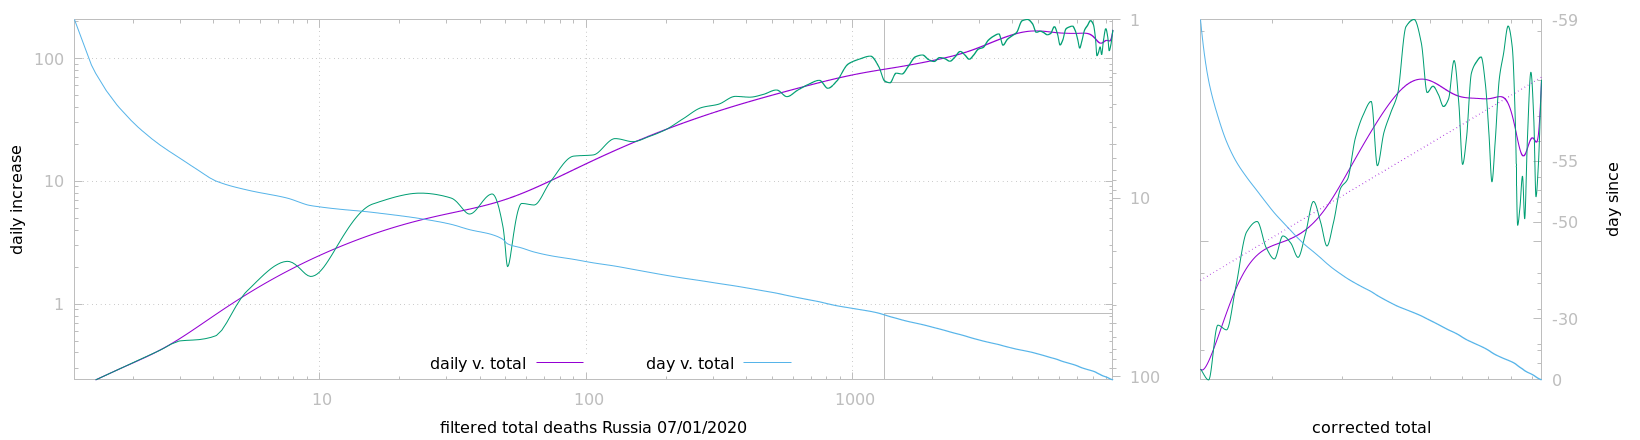 daily increase
100
10
1
10
100
1000
1
10
100
daily v. total
day v. total
filtered total deaths Russia 07/01/2020
-59
-55
-50
-30
0
day since
corrected total